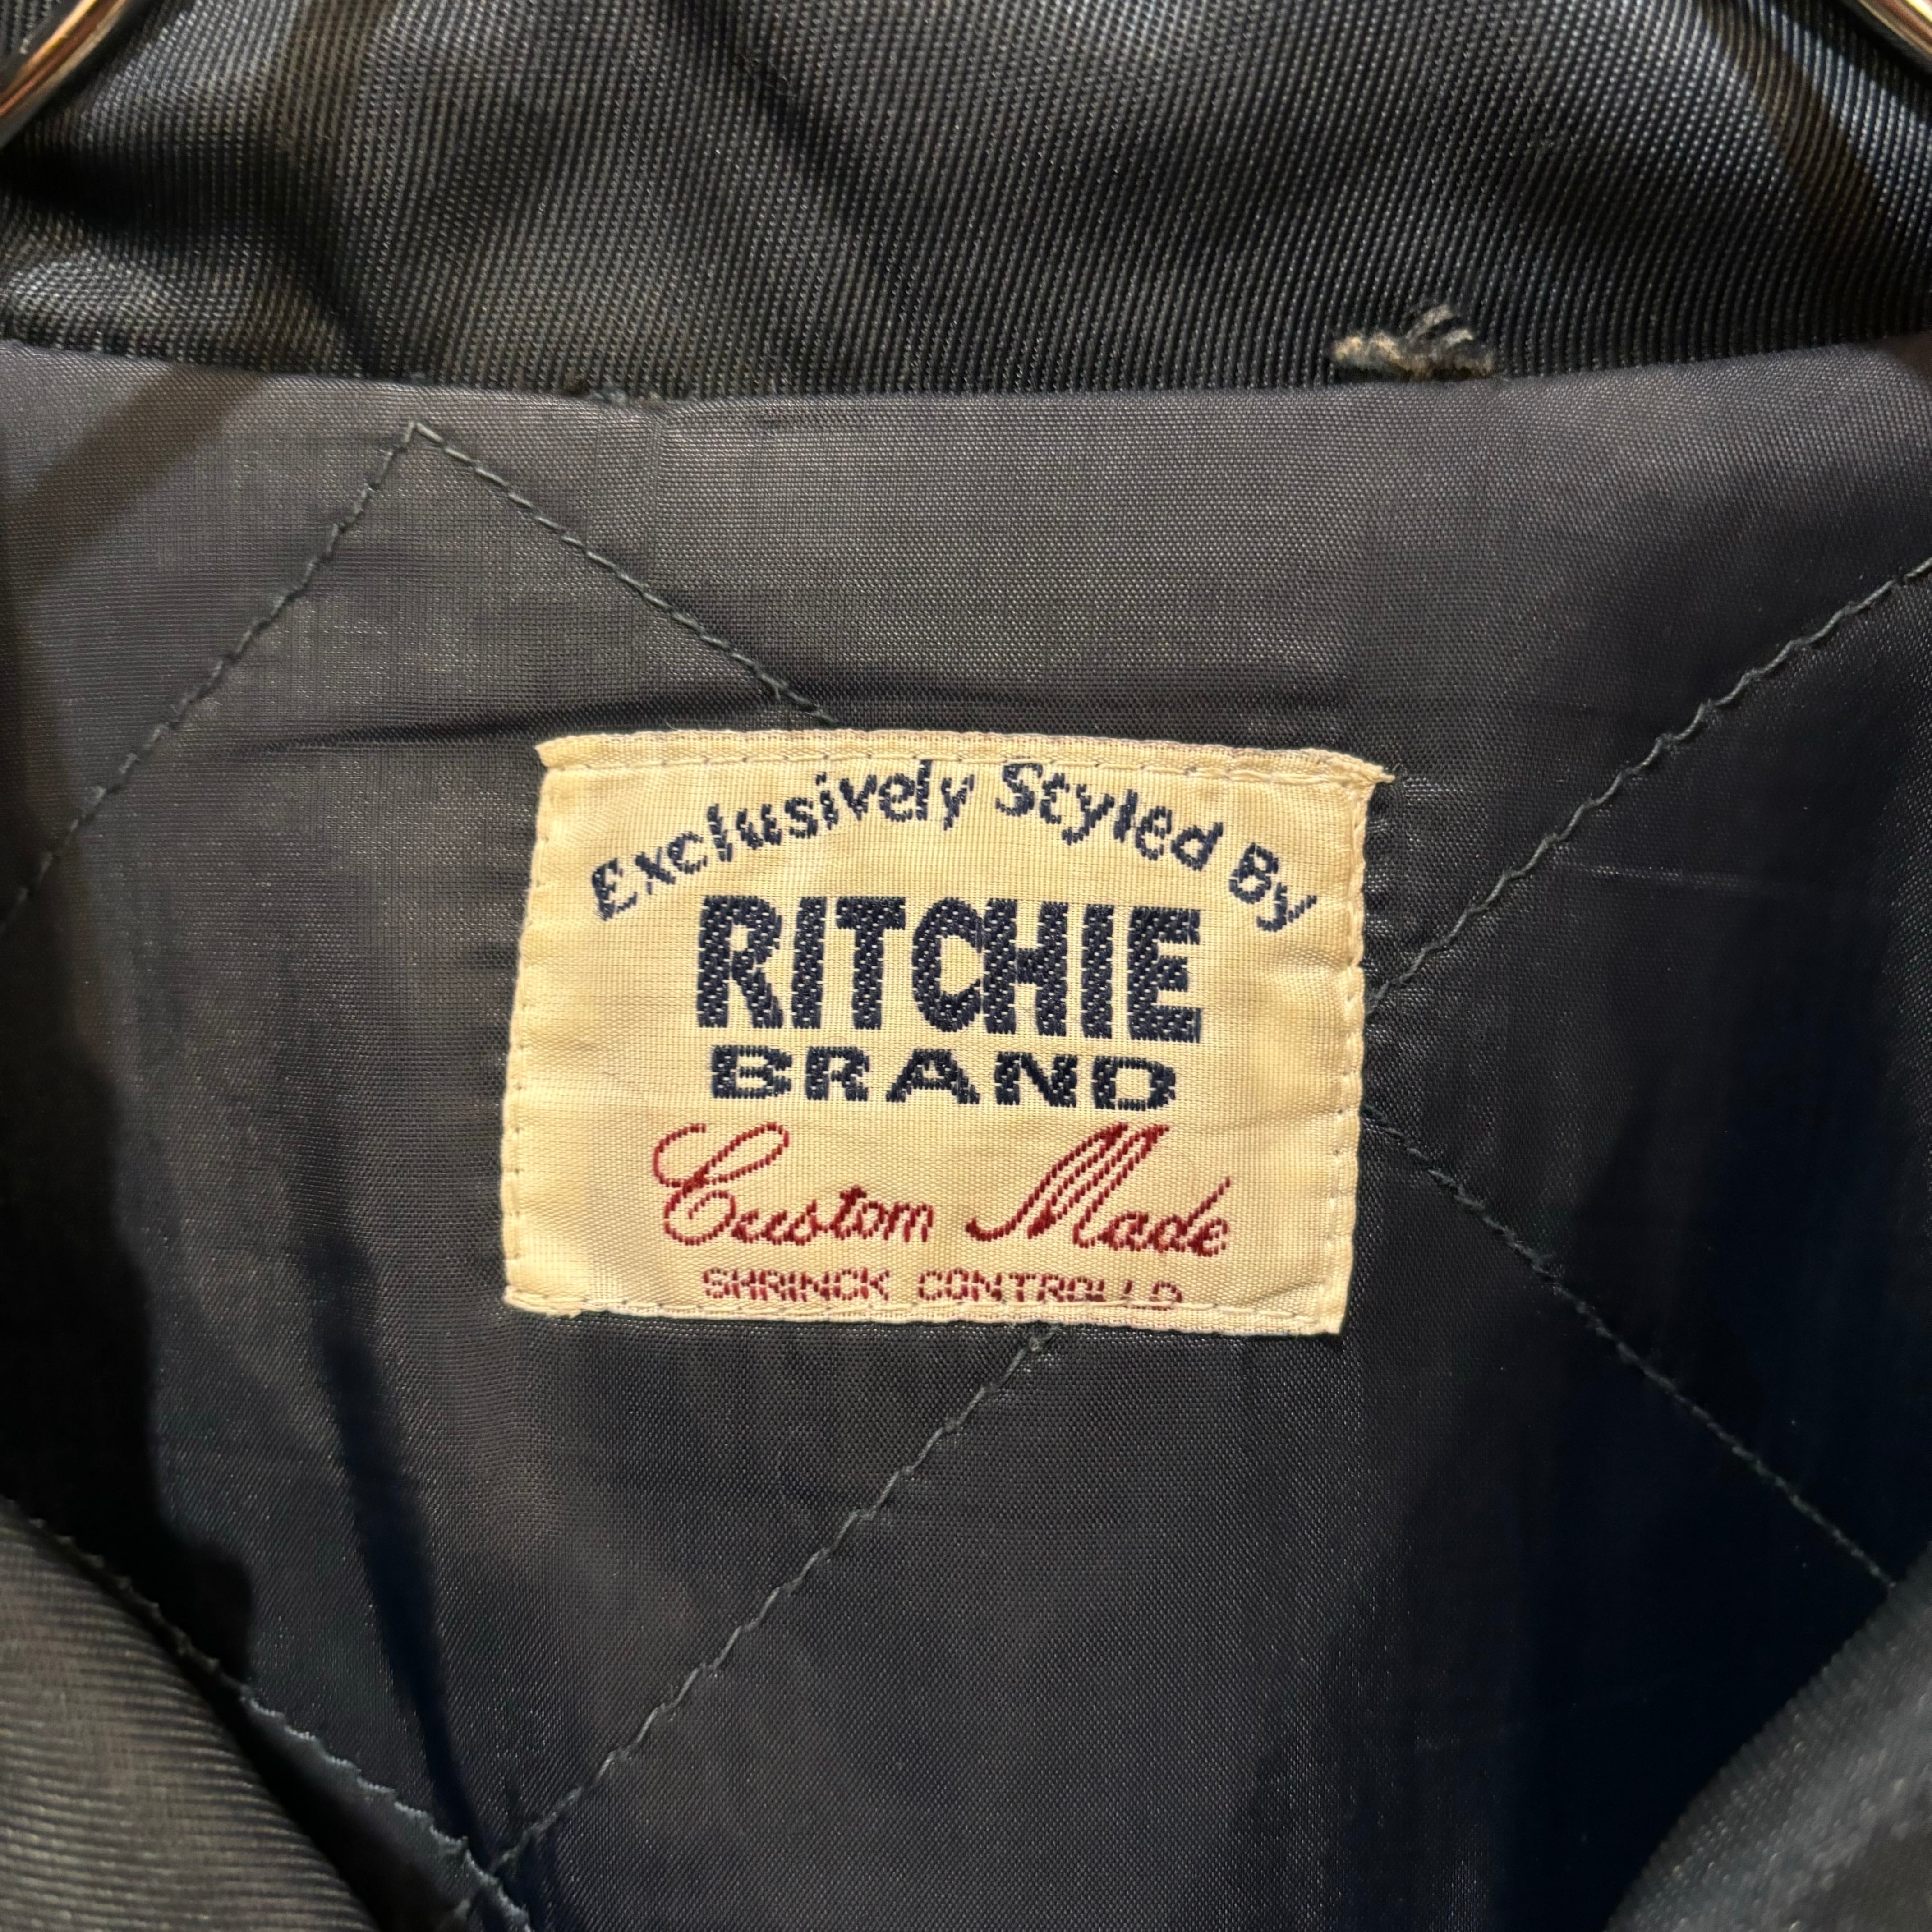 Exclusively Styled By
RITCHIE
BRAND
Custom Made
SHRINCK CONTROLLD